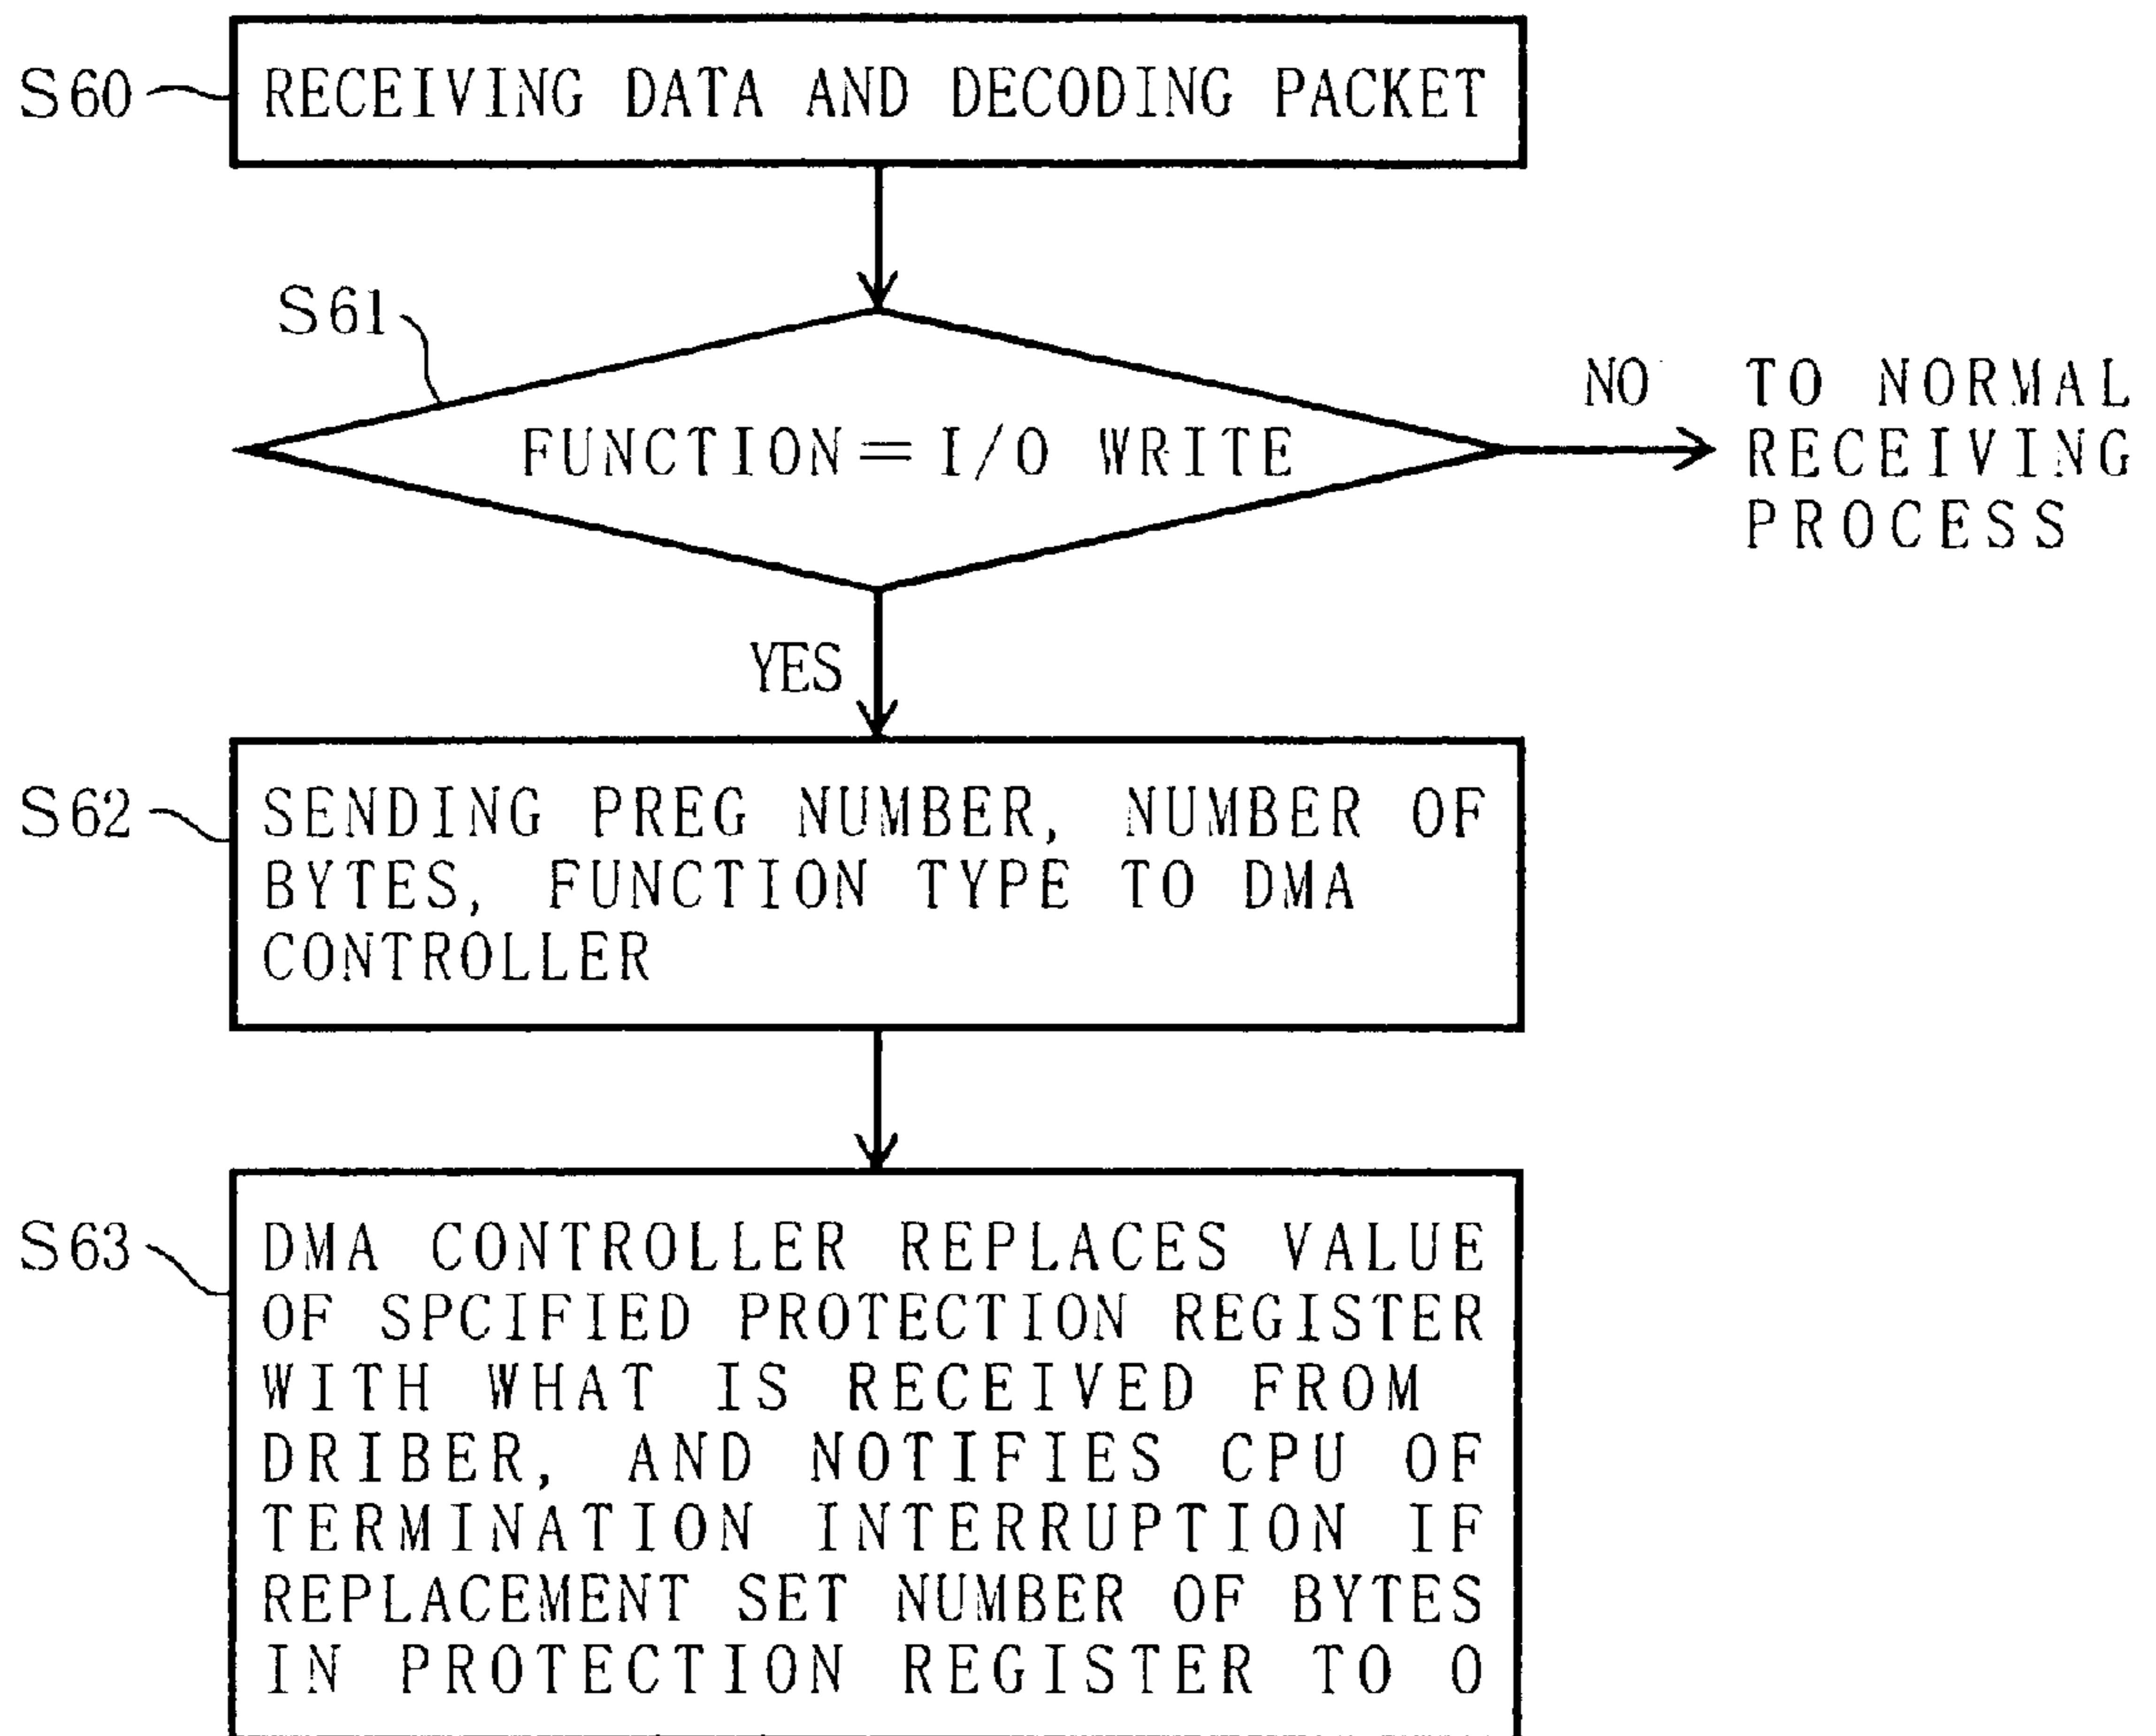 S60
RECEIVING DATA AND DECODING PACKET
S61
FUNCTION=I/O WRITE
NO
TO NORMAL
RECEIVING
PROCESS
YES
S62
SENDING PREG NUMBER, NUMBER OF
BYTES, FUNCTION TYPE TO DMA
CONTROLLER
S63
DMA CONTROLLER REPLACES VALUE
OF SPCIFIED PROTECTION REGISTER
WITH WHAT IS RECEIVED FROM
DRIBER, AND NOTIFIES CPU OF
TERMINATION INTERRUPTION IF
REPLACEMENT SET NUMBER OF BYTES
IN PROTECTION REGISTER TO 0